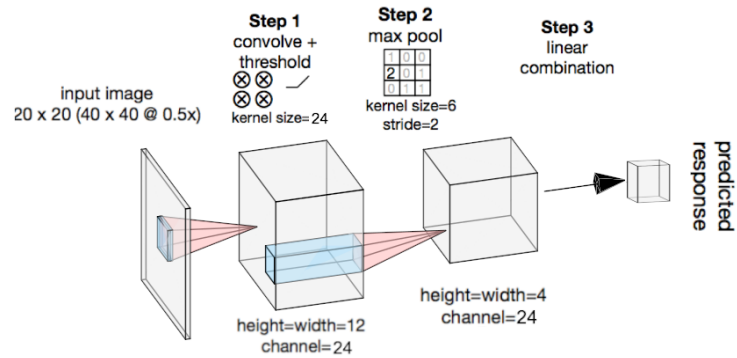 Step 1
convolve +
threshold
kernel size=24
Step 2
max pool
1 0 0
2 0 1
0 1 1
kernel size=6
stride=2
Step 3
linear
combination
input image
20 x 20 (40 x 40 @ 0.5x)
height=width=12
channel=24
height=width=4
channel=24
predicted
response